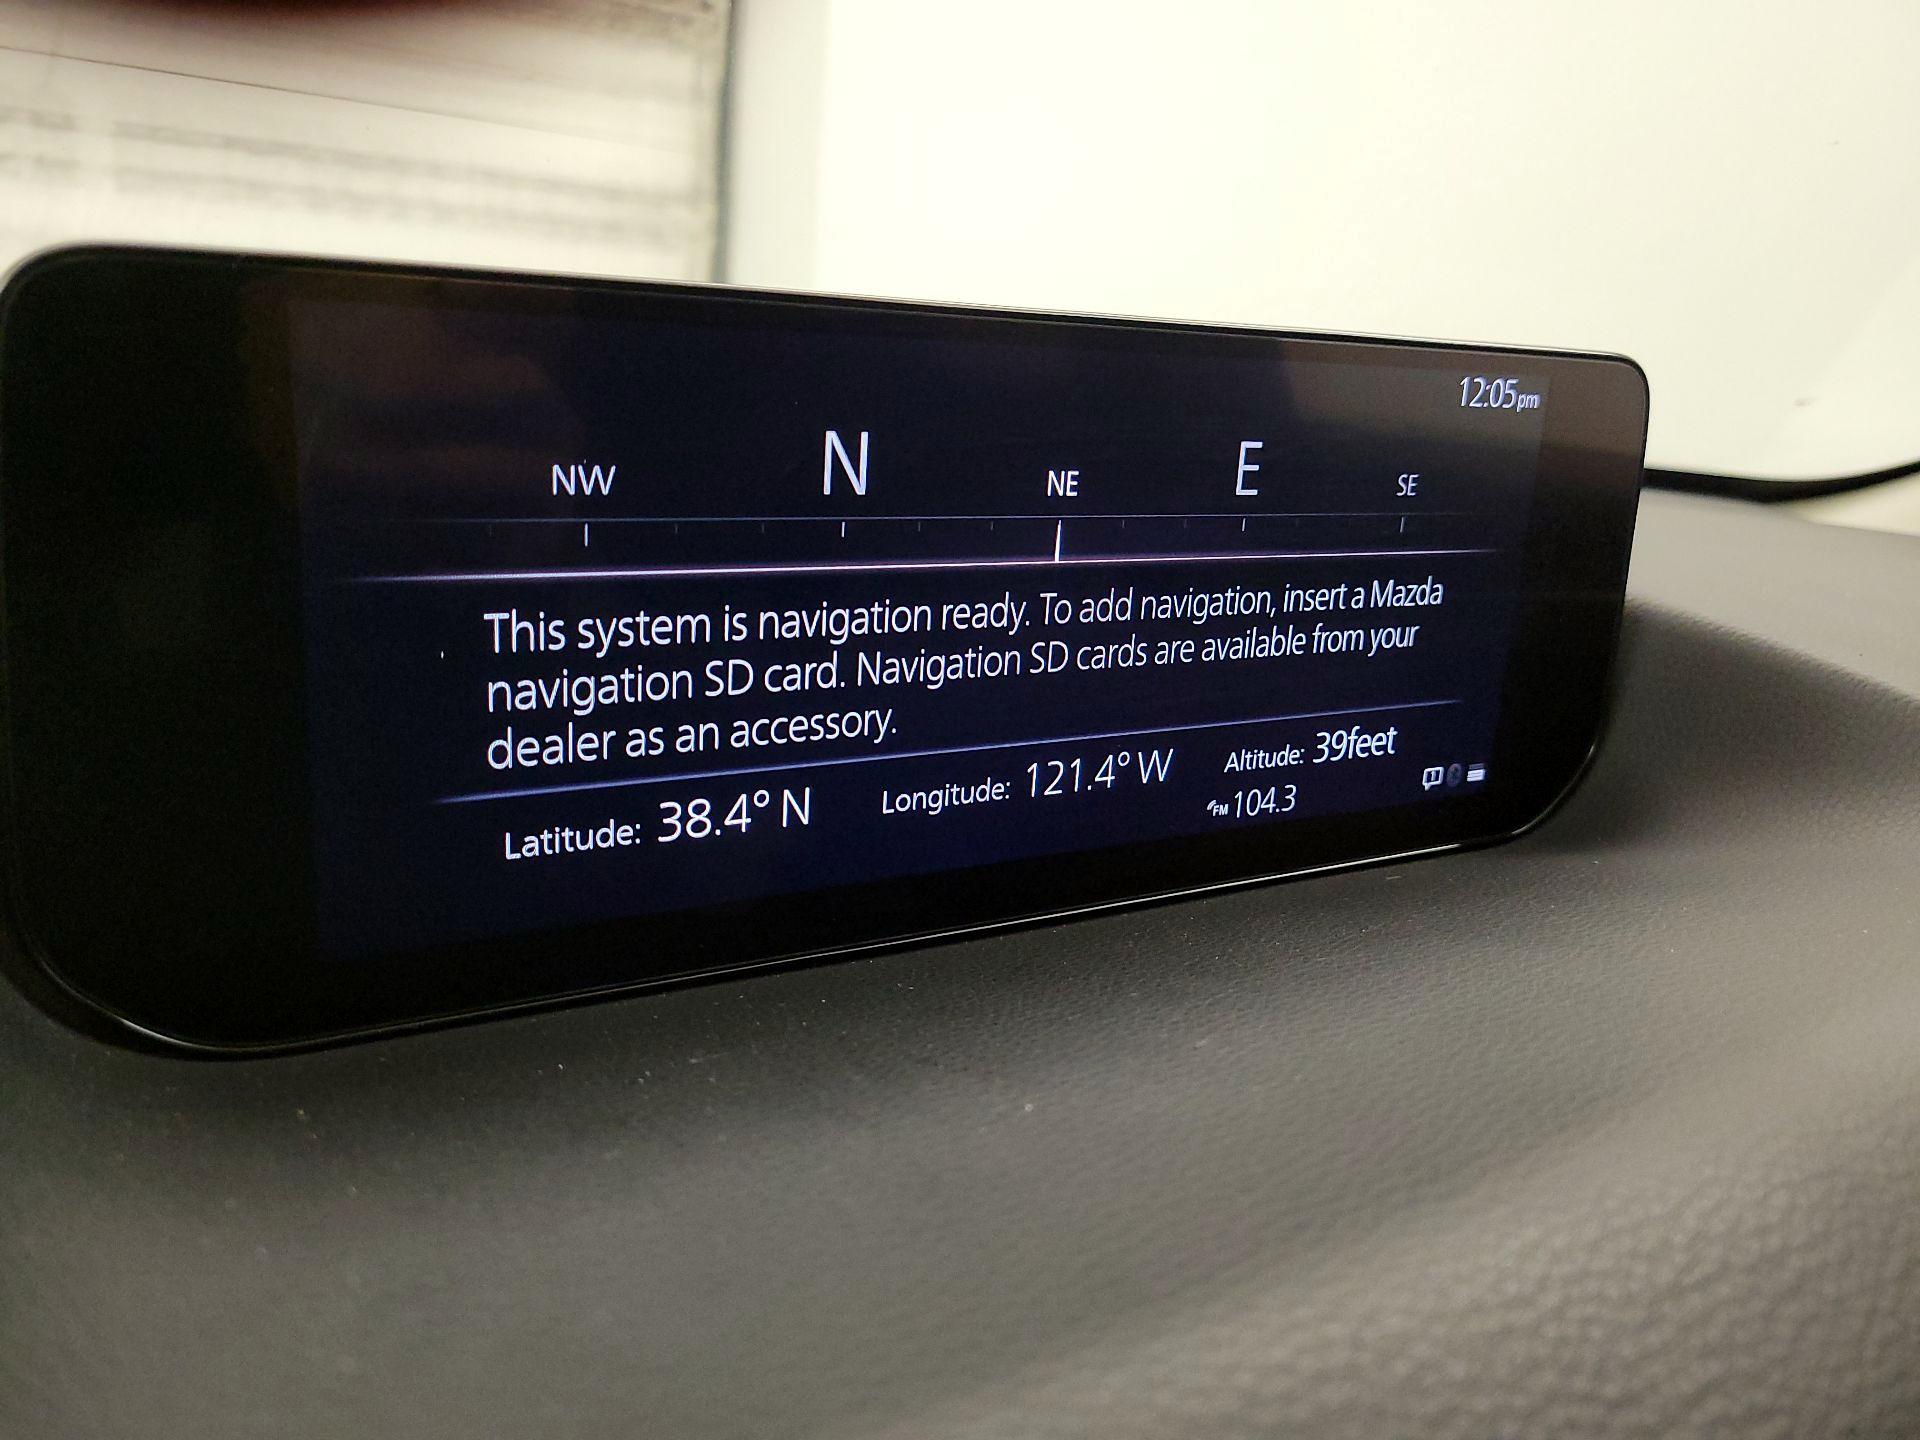 12:05pm
NW N NE E SE
This system is navigation ready. To add navigation, insert a Mazda
navigation SD card. Navigation SD cards are available from your
dealer as an accessory.
Latitude: 38.4° N Longitude: 121.4° W Altitude: 39feet
FM 104.3